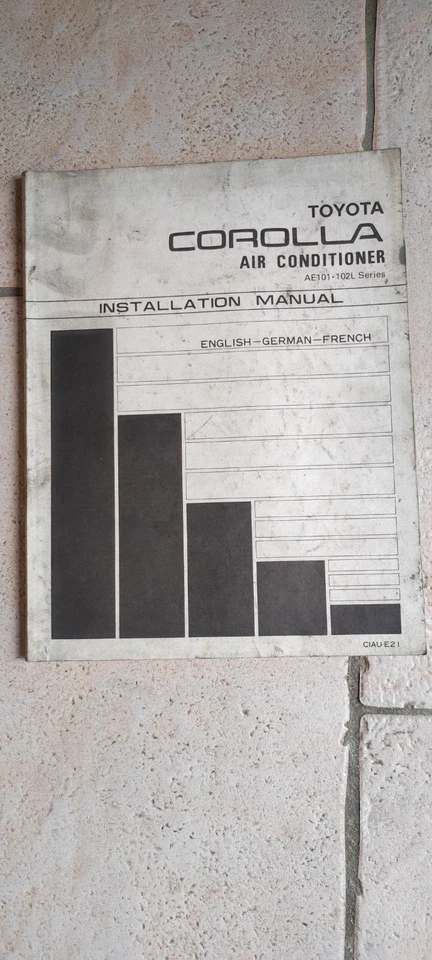 TOYOTA
COROLLA
AIR CONDITIONER
AE101·102L Series
INSTALLATION MANUAL
ENGLISH—GERMAN—FRENCH
CIAU-E21